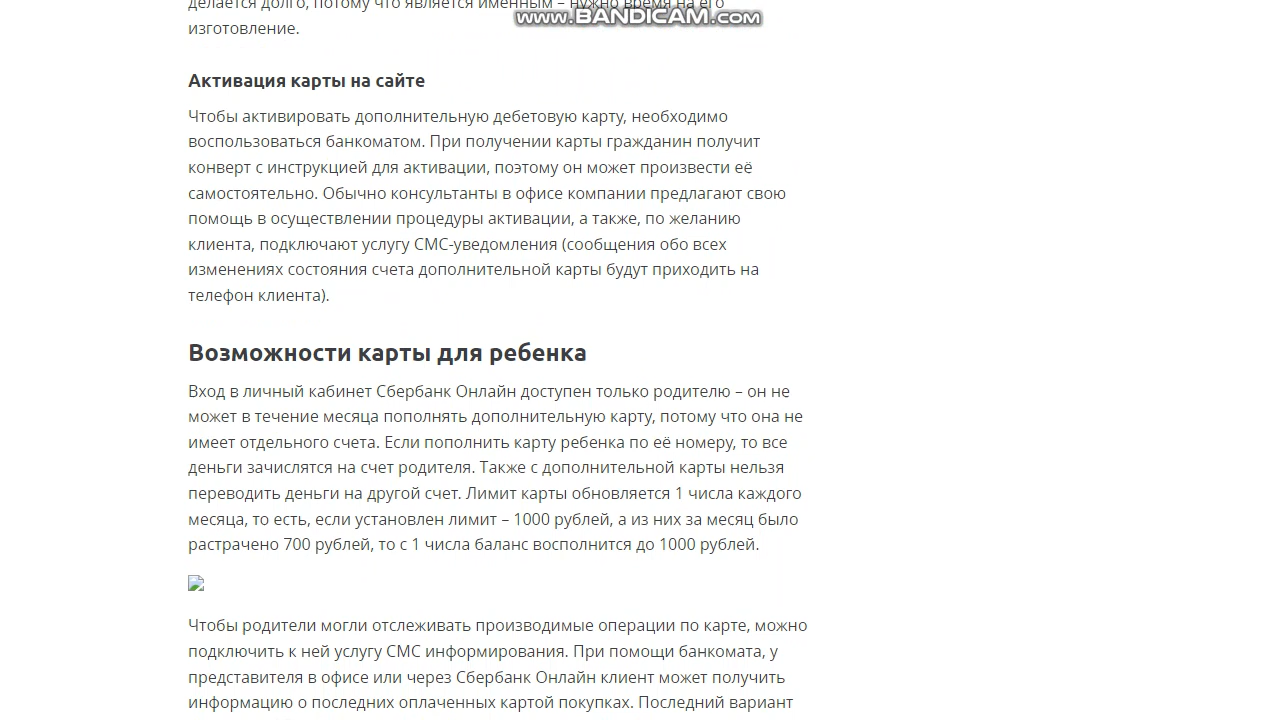 делается долго, потому что является именным – нужно время на его
www.BANDICAM.com
изготовление.
Активация карты на сайте
Чтобы активировать дополнительную дебетовую карту, необходимо
воспользоваться банкоматом. При получении карты гражданин получит
конверт с инструкцией для активации, поэтому он может произвести её
самостоятельно. Обычно консультанты в офисе компании предлагают свою
помощь в осуществлении процедуры активации, а также, по желанию
клиента, подключают услугу СМС-уведомления (сообщения обо всех
изменениях состояния счета дополнительной карты будут приходить на
телефон клиента).
Возможности карты для ребенка
Вход в личный кабинет Сбербанк Онлайн доступен только родителю – он не
может в течение месяца пополнять дополнительную карту, потому что она не
имеет отдельного счета. Если пополнить карту ребенка по её номеру, то все
деньги зачислятся на счет родителя. Также с дополнительной карты нельзя
переводить деньги на другой счет. Лимит карты обновляется 1 числа каждого
месяца, то есть, если установлен лимит – 1000 рублей, а из них за месяц было
растрачено 700 рублей, то с 1 числа баланс восполнится до 1000 рублей.
Чтобы родители могли отслеживать производимые операции по карте, можно
подключить к ней услугу СМС информирования. При помощи банкомата, у
представителя в офисе или через Сбербанк Онлайн клиент может получить
информацию о последних оплаченных картой покупках. Последний вариант